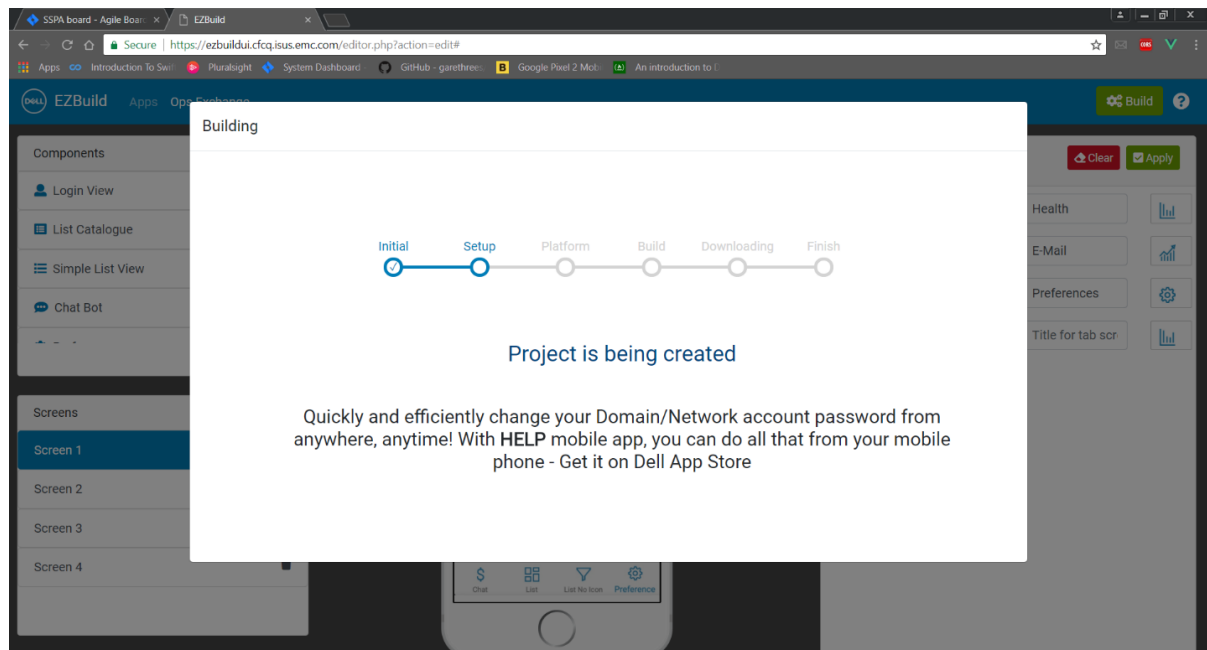 SSPA board - Agile Boar
EZBuild
Secure | https://ezbuildui.cfcq.isus.emc.com/editor.php?action=edit#
Apps
Introduction To Swif
Pluralsight
System Dashboard
GitHub - garethrees
B Google Pixel 2 Mobi
An introduction to D
DELL EZBuild Apps Ops Exchange
Build
Building
Components
Login View
List Catalogue
Simple List View
Chat Bot
Clear
Apply
Health
E-Mail
Preferences
Title for tab scr
Initial Setup Platform Build Downloading Finish
Project is being created
Quickly and efficiently change your Domain/Network account password from
anywhere, anytime! With HELP mobile app, you can do all that from your mobile
phone - Get it on Dell App Store
Screens
Screen 1
Screen 2
Screen 3
Screen 4
Chat List List No Icon Preference